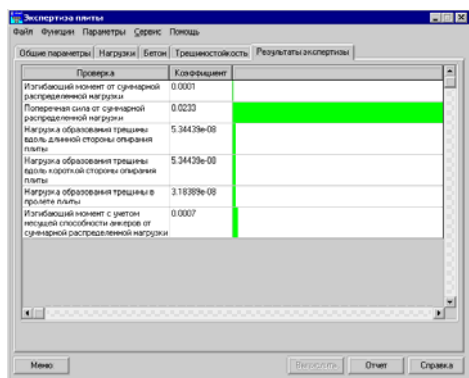 Экспертиза плиты
Файл Функции Параметры Сервис Помощь
Общие параметры Нагрузки Бетон Трещиностойкость Результаты экспертизы
Проверка Коэффициент
Изгибающий момент от суммарной 0.0001
распределенной нагрузки
Поперечная сила от суммарной 0.0233
распределенной нагрузки
Нагрузка образования трещины 5.34439e-08
вдоль длинной стороны опирания
плиты
Нагрузка образования трещины 5.34439e-08
вдоль короткой стороны опирания
плиты
Нагрузка образования трещины в 3.18389e-08
пролете плиты
Изгибающий момент с учетом 0.0007
несущей способности анкеров от
суммарной распределенной нагрузки
Меню Вычислить Отчет Справка